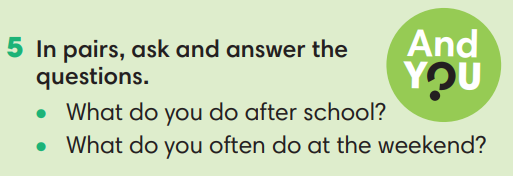 5 In pairs, ask and answer the
questions.
• What do you do after school?
• What do you often do at the weekend?
And
YOU
?